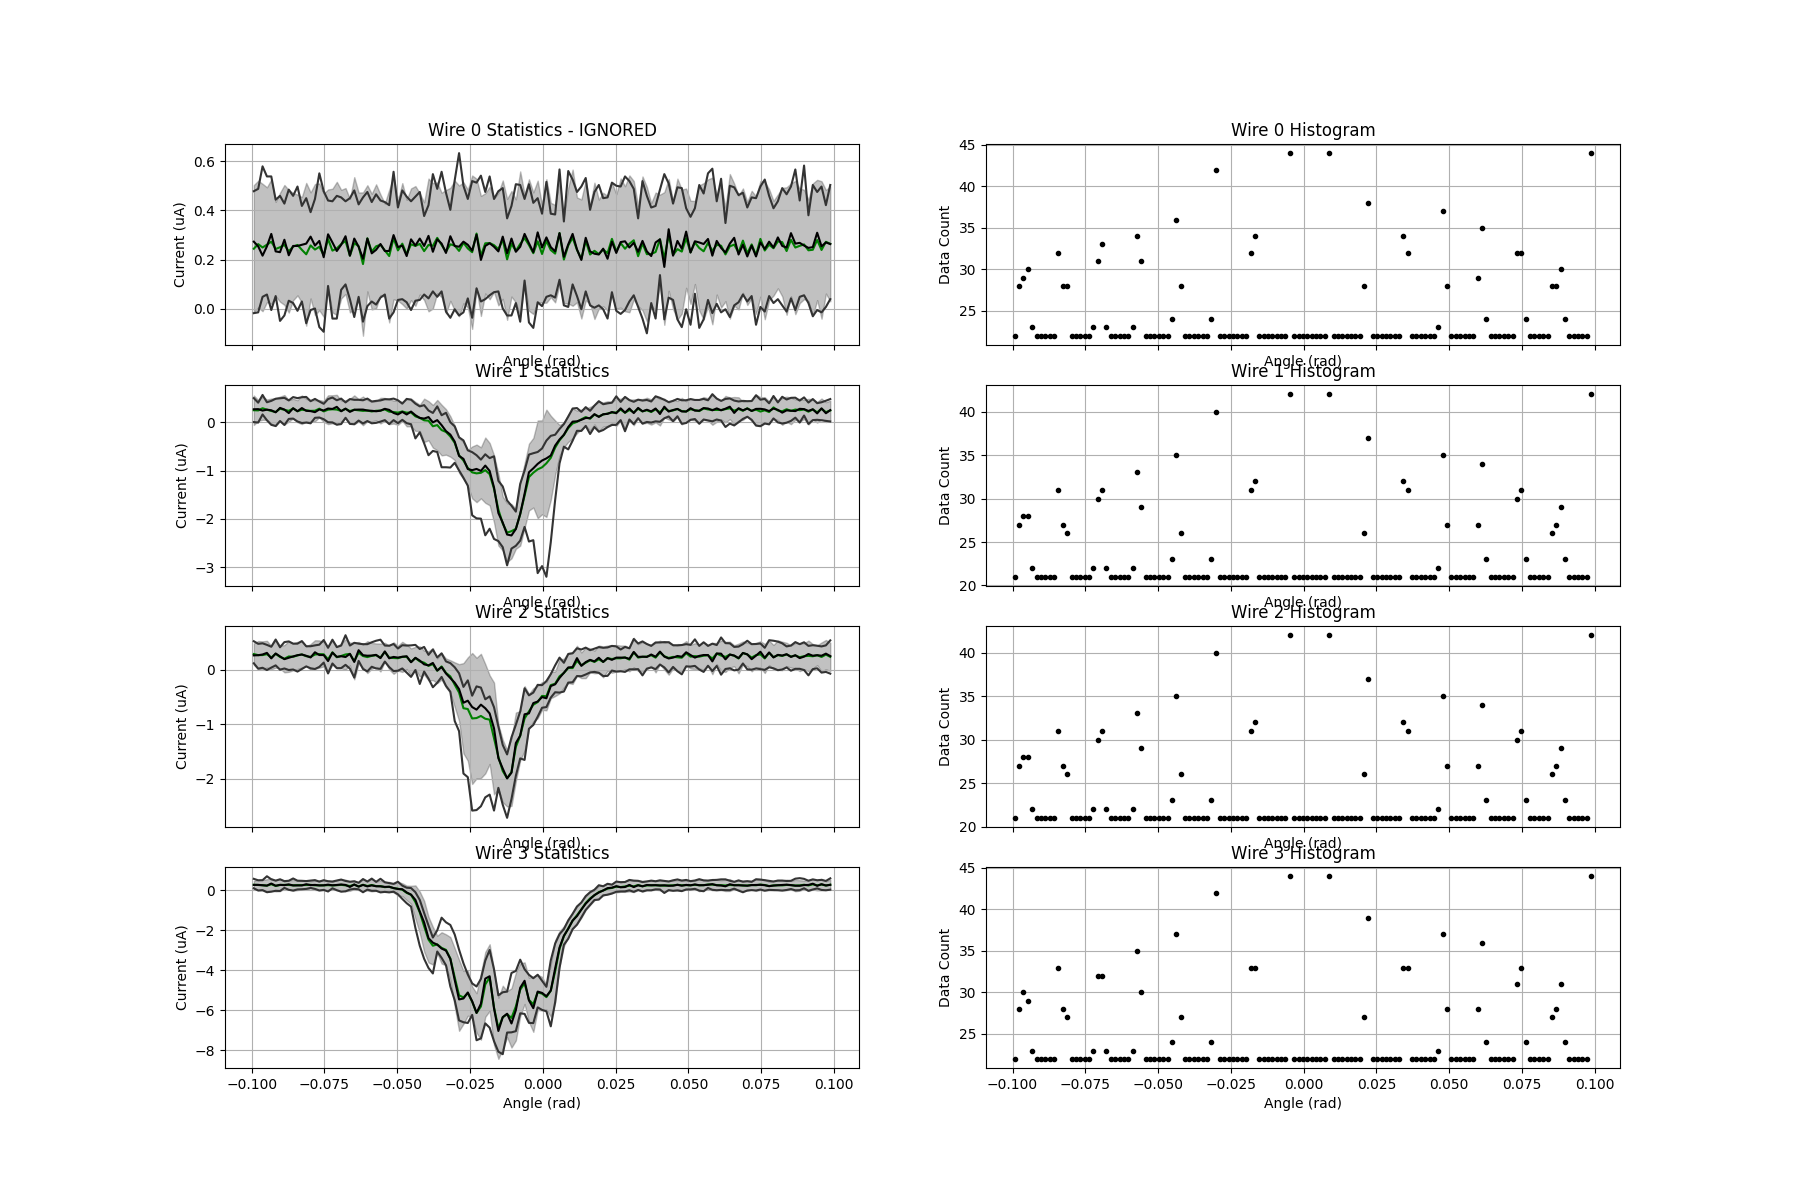 Wire 0 Statistics - IGNORED
Current (uA)
0.6
0.4
0.2
0.0
Angle (rad)
Wire 0 Histogram
Data Count
45
40
35
30
25
Angle (rad)
Wire 1 Statistics
Current (uA)
0
−1
−2
−3
Angle (rad)
Wire 1 Histogram
Data Count
40
35
30
25
20
Angle (rad)
Wire 2 Statistics
Current (uA)
0
−1
−2
Angle (rad)
Wire 2 Histogram
Data Count
40
35
30
25
20
Angle (rad)
Wire 3 Statistics
Current (uA)
0
−2
−4
−6
−8
−0.100 −0.075 −0.050 −0.025 0.000 0.025 0.050 0.075 0.100
Angle (rad)
Wire 3 Histogram
Data Count
45
40
35
30
25
−0.100 −0.075 −0.050 −0.025 0.000 0.025 0.050 0.075 0.100
Angle (rad)